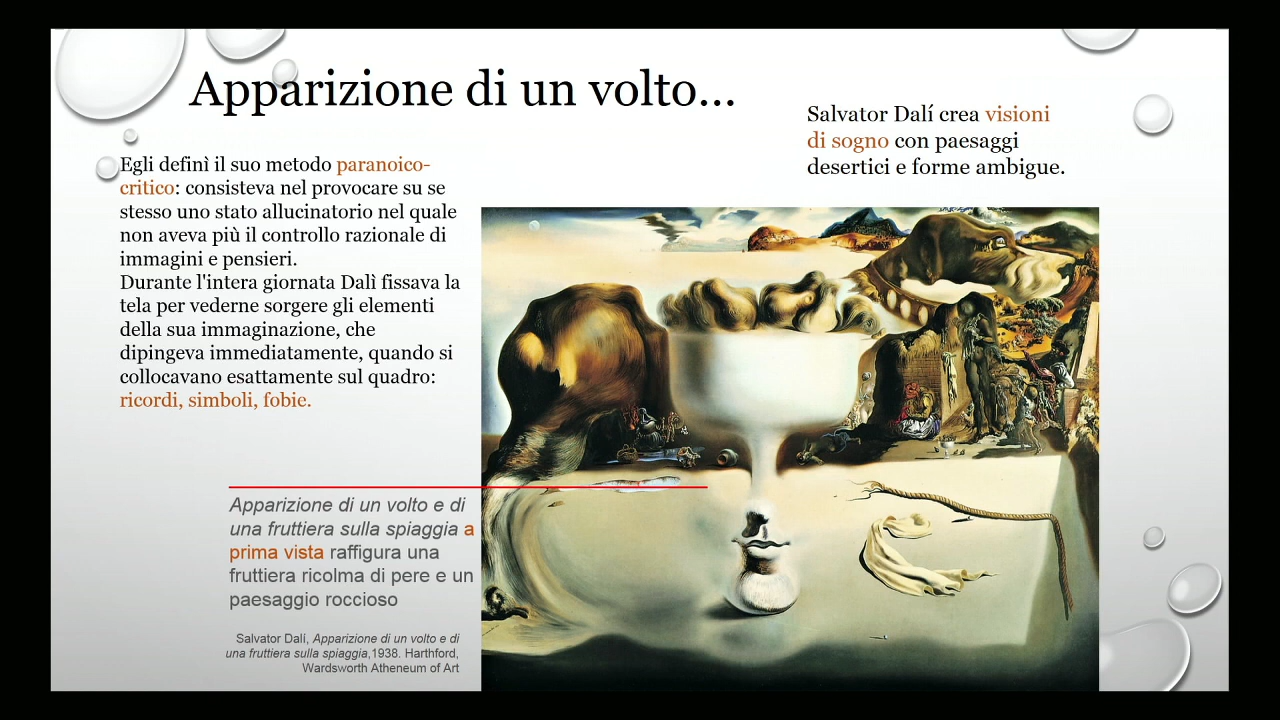 Apparizione di un volto...
Salvator Dalí crea visioni
di sogno con paesaggi
desertici e forme ambigue.
Egli definì il suo metodo paranoico-
critico: consisteva nel provocare su se
stesso uno stato allucinatorio nel quale
non aveva più il controllo razionale di
immagini e pensieri.
Durante l'intera giornata Dalì fissava la
tela per vederne sorgere gli elementi
della sua immaginazione, che
dipingeva immediatamente, quando si
collocavano esattamente sul quadro:
ricordi, simboli, fobie.
Apparizione di un volto e di
una fruttiera sulla spiaggia a
prima vista raffigura una
fruttiera ricolma di pere e un
paesaggio roccioso
Salvator Dalí, Apparizione di un volto e di
una fruttiera sulla spiaggia,1938. Harthford,
Wardsworth Atheneum of Art